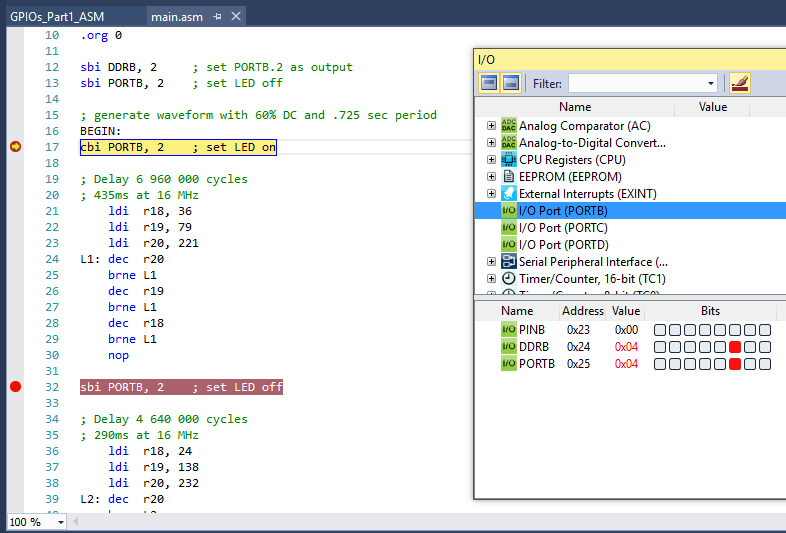 GPIOs_Part1_ASM main.asm
10 .org 0
11
12 sbi DDRB, 2 ; set PORTB.2 as output
13 sbi PORTB, 2 ; set LED off
14
15 ; generate waveform with 60% DC and .725 sec period
16 BEGIN:
17 cbi PORTB, 2 ; set LED on
18
19 ; Delay 6 960 000 cycles
20 ; 435ms at 16 MHz
21 ldi r18, 36
22 ldi r19, 79
23 ldi r20, 221
24 L1: dec r20
25 brne L1
26 dec r19
27 brne L1
28 dec r18
29 brne L1
30 nop
31
32 sbi PORTB, 2 ; set LED off
33
34 ; Delay 4 640 000 cycles
35 ; 290ms at 16 MHz
36 ldi r18, 24
37 ldi r19, 138
38 ldi r20, 232
39 L2: dec r20
100 %
I/O
Filter:
Name Value
ADC DAC Analog Comparator (AC)
ADC DAC Analog-to-Digital Convert...
CPU Registers (CPU)
EEPROM (EEPROM)
External Interrupts (EXINT)
I/O I/O Port (PORTB)
I/O I/O Port (PORTC)
I/O I/O Port (PORTD)
Serial Peripheral Interface (...
Timer/Counter, 16-bit (TC1)
Name Address Value Bits
I/O PINB 0x23 0x00
I/O DDRB 0x24 0x04
I/O PORTB 0x25 0x04